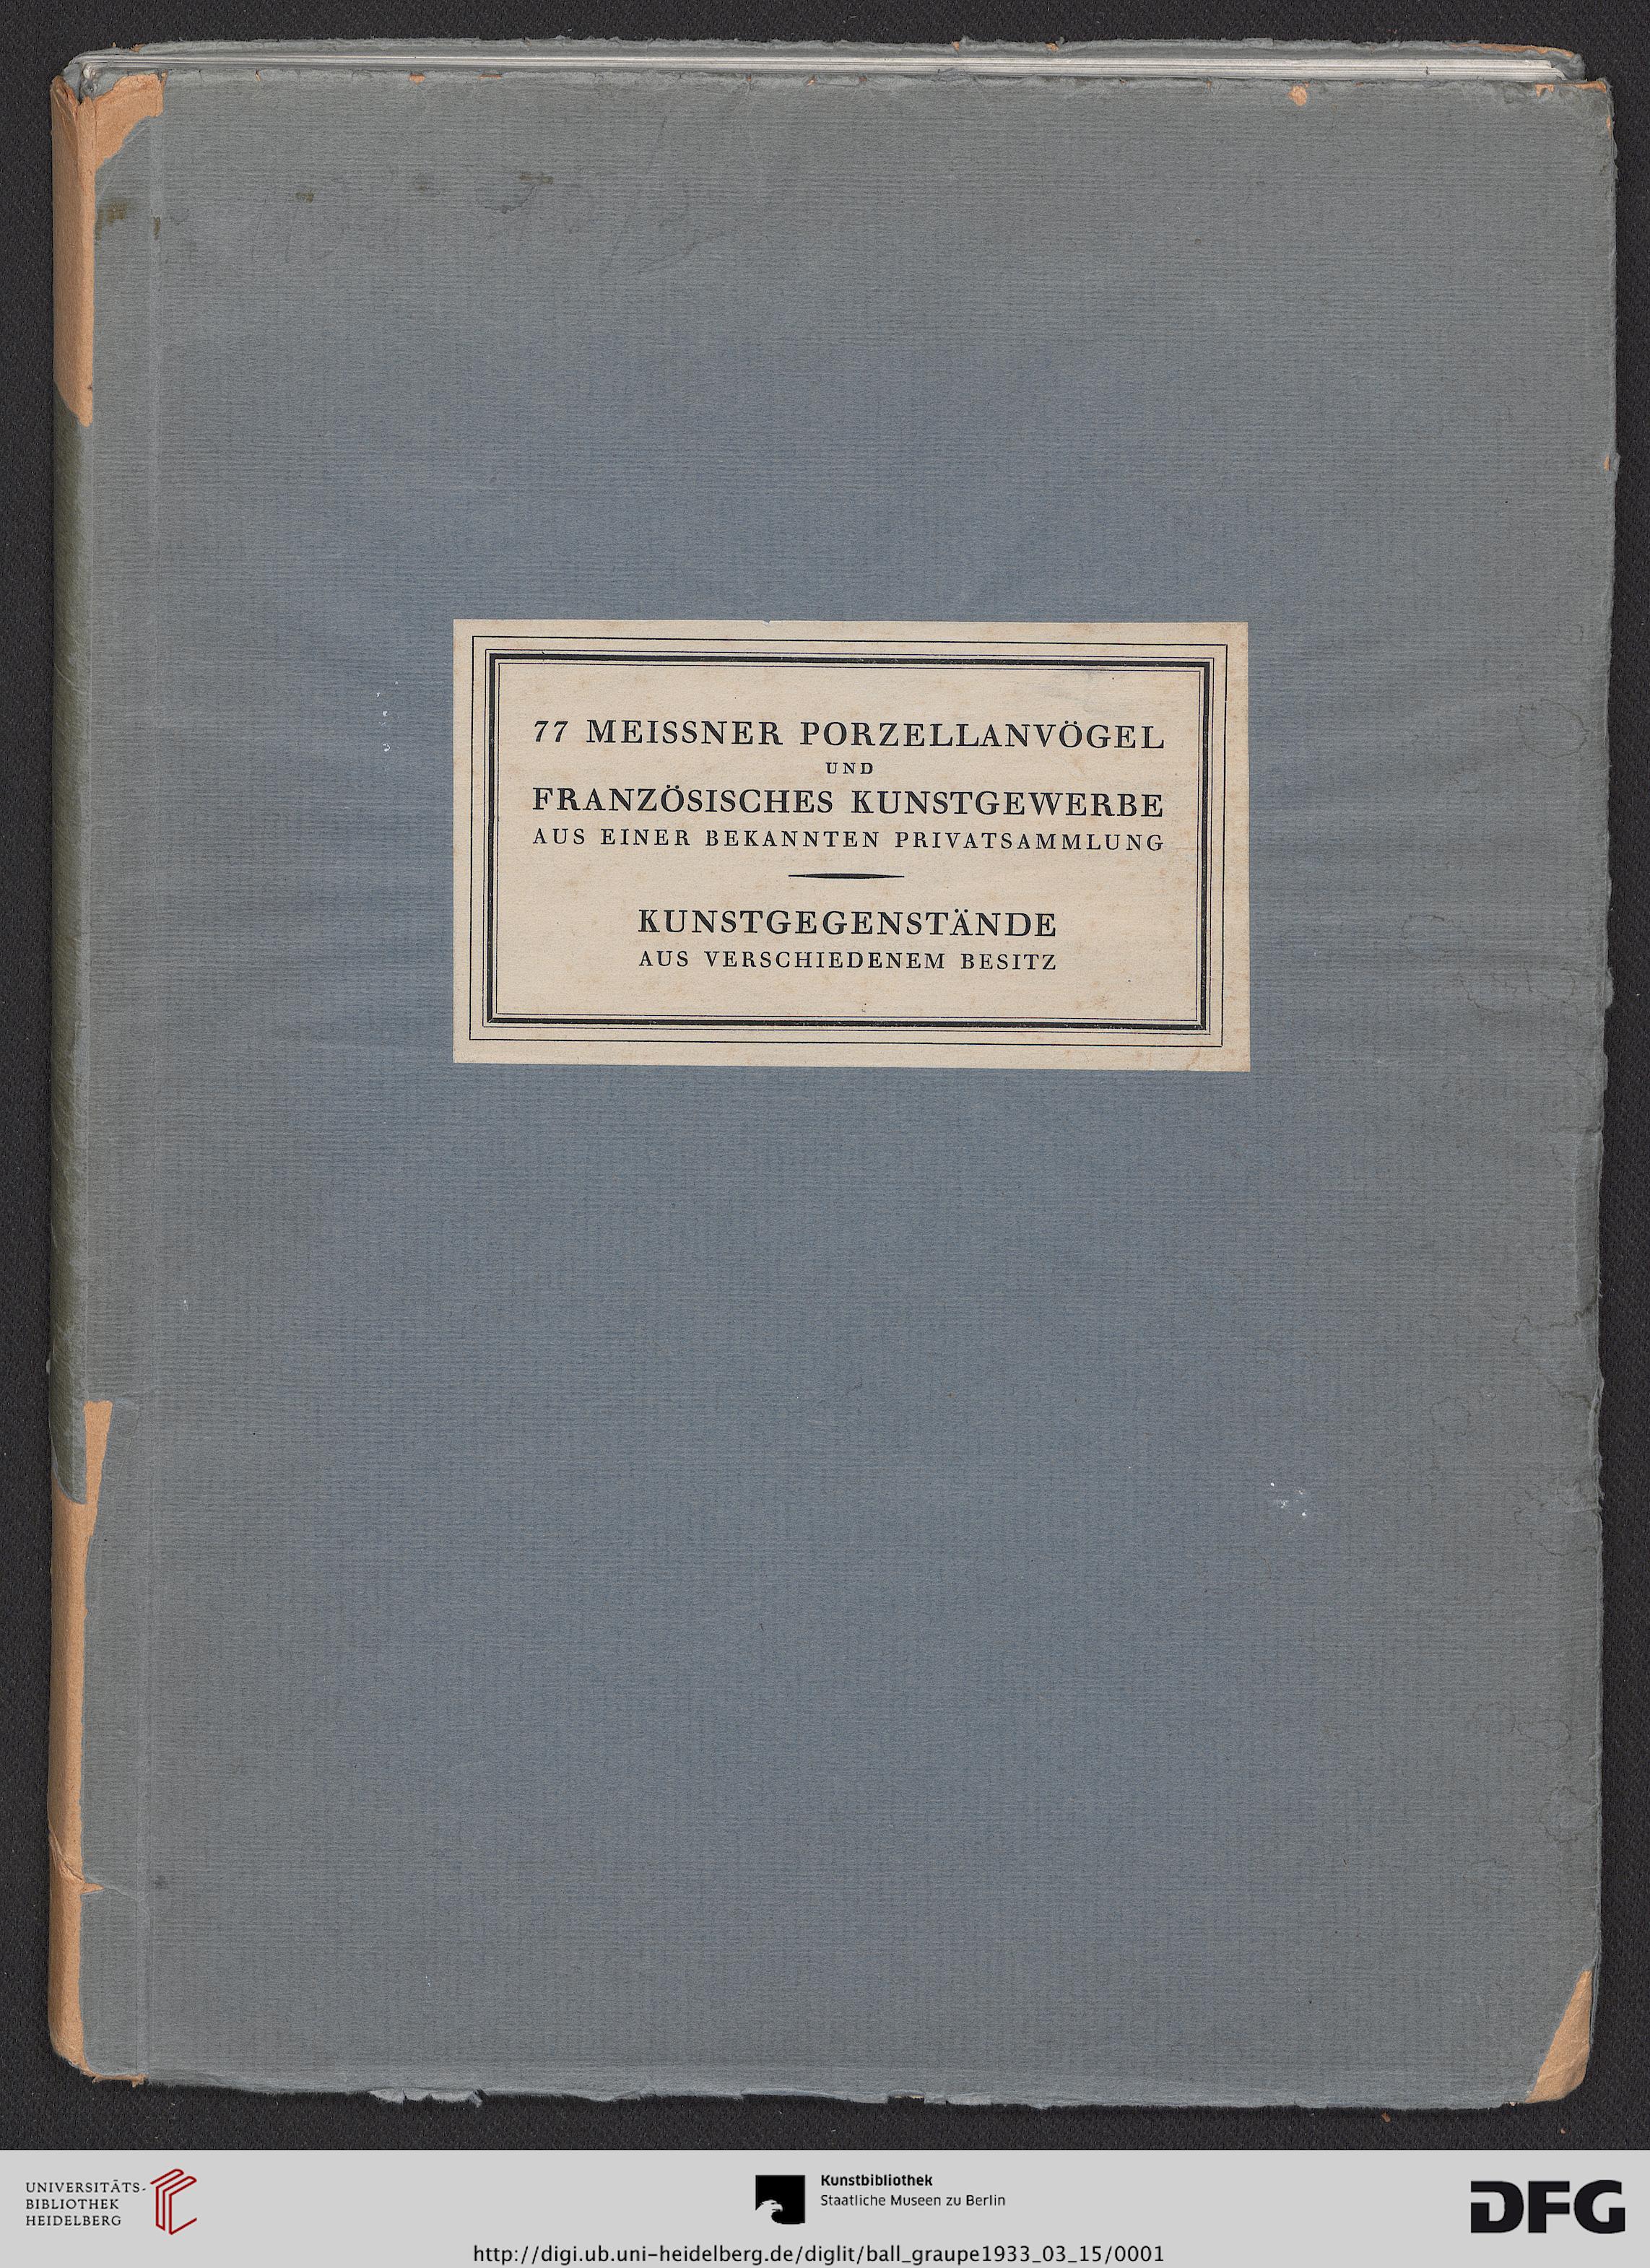 77 MEISSNER PORZELLANVÖGEL
UND
FRANZÖSISCHES KUNSTGEWERBE
AUS EINER BEKANNTEN PRIVATSAMMLUNG
KUNSTGEGENSTÄNDE
AUS VERSCHIEDENEM BESITZ
UNIVERSITÄTS-
BIBLIOTHEK
HEIDELBERG
Kunstbibliothek
Staatliche Museen zu Berlin
DFG
http://digi.ub.uni-heidelberg.de/diglit/ball_graupe1933_03_15/0001